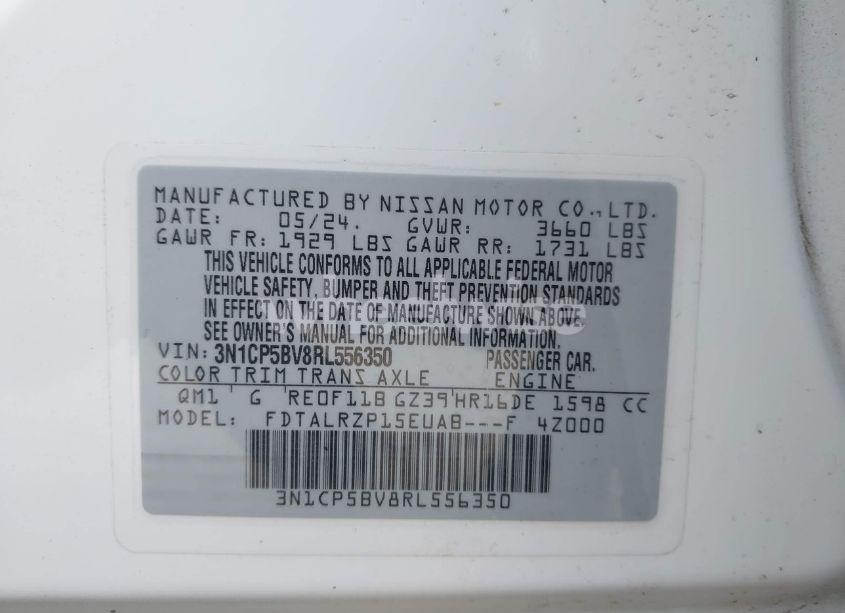 MANUFACTURED BY NISSAN MOTOR CO., LTD.
DATE: 05/24. GVWR: 3660 LBS
GAWR FR: 1929 LBS GAWR RR: 1731 LBS
THIS VEHICLE CONFORMS TO ALL APPLICABLE FEDERAL MOTOR
VEHICLE SAFETY, BUMPER AND THEFT PREVENTION STANDARDS
IN EFFECT ON THE DATE OF MANUFACTURE SHOWN ABOVE.
SEE OWNER'S MANUAL FOR ADDITIONAL INFORMATION.
VIN: 3N1CP5BV8RL556350 PASSENGER CAR.
COLOR TRIM TRANS AXLE ENGINE
QM1 G RE0F11B GZ39 HR16DE 1598 CC
MODEL: FDTALRZP15EUAB---F 4Z000
3N1CP5BV8RL556350